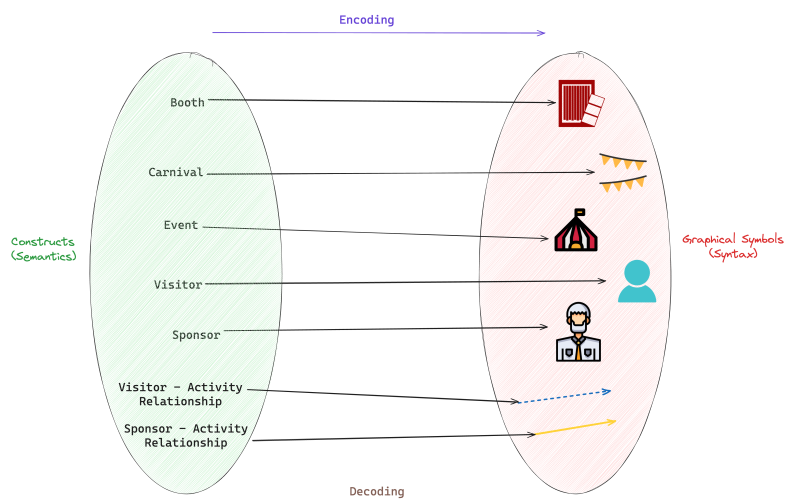 Encoding
Booth
Carnival
Event
Constructs
(Semantics)
Graphical Symbols
(Syntax)
Visitor
Sponsor
Visitor - Activity
Relationship
Sponsor - Activity
Relationship
Decoding